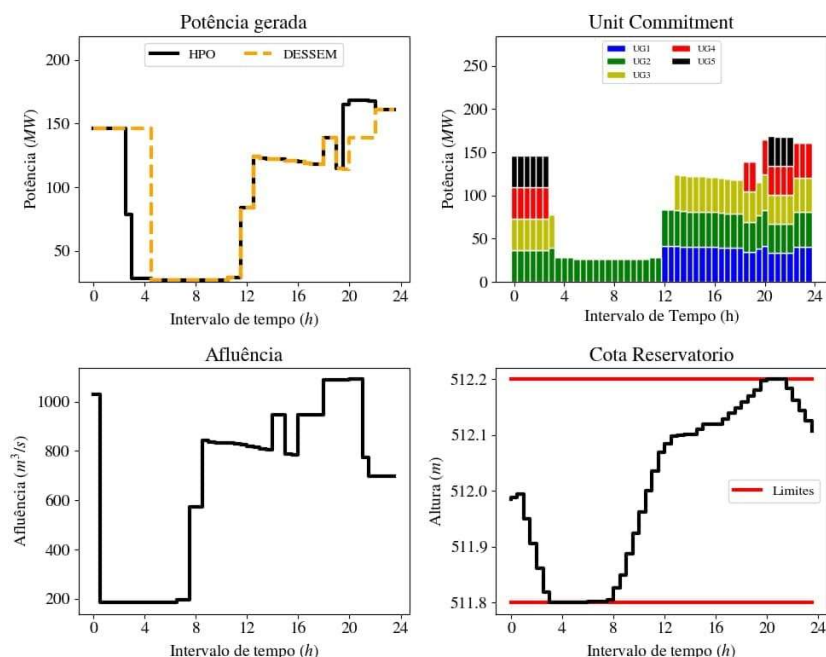 Potência gerada
HPO
DESSEM
200
150
100
50
Potência (MW)
0 4 8 12 16 20 24
Intervalo de tempo (h)
Unit Commitment
UG1
UG2
UG3
UG4
UG5
250
200
150
100
50
0
Potência (MW)
0 4 8 12 16 20 24
Intervalo de Tempo (h)
Afluência
1000
800
600
400
200
Afluência (m³/s)
0 4 8 12 16 20 24
Intervalo de tempo (h)
Cota Reservatorio
512.2
512.1
512.0
511.9
511.8
Altura (m)
Limites
0 4 8 12 16 20 24
Intervalo de tempo (h)